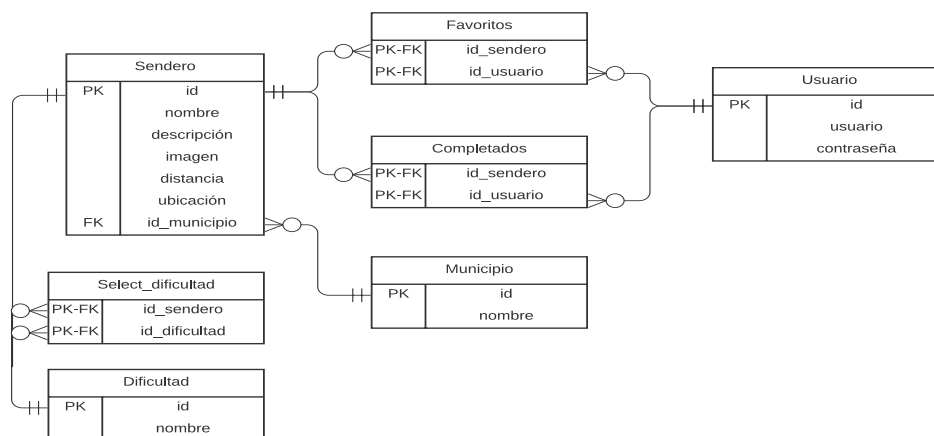 Sendero
PK id
nombre
descripción
imagen
distancia
ubicación
FK id_municipio
Favoritos
PK-FK id_sendero
PK-FK id_usuario
Completados
PK-FK id_sendero
PK-FK id_usuario
Usuario
PK id
usuario
contraseña
Municipio
PK id
nombre
Select_dificultad
PK-FK id_sendero
PK-FK id_dificultad
Dificultad
PK id
nombre